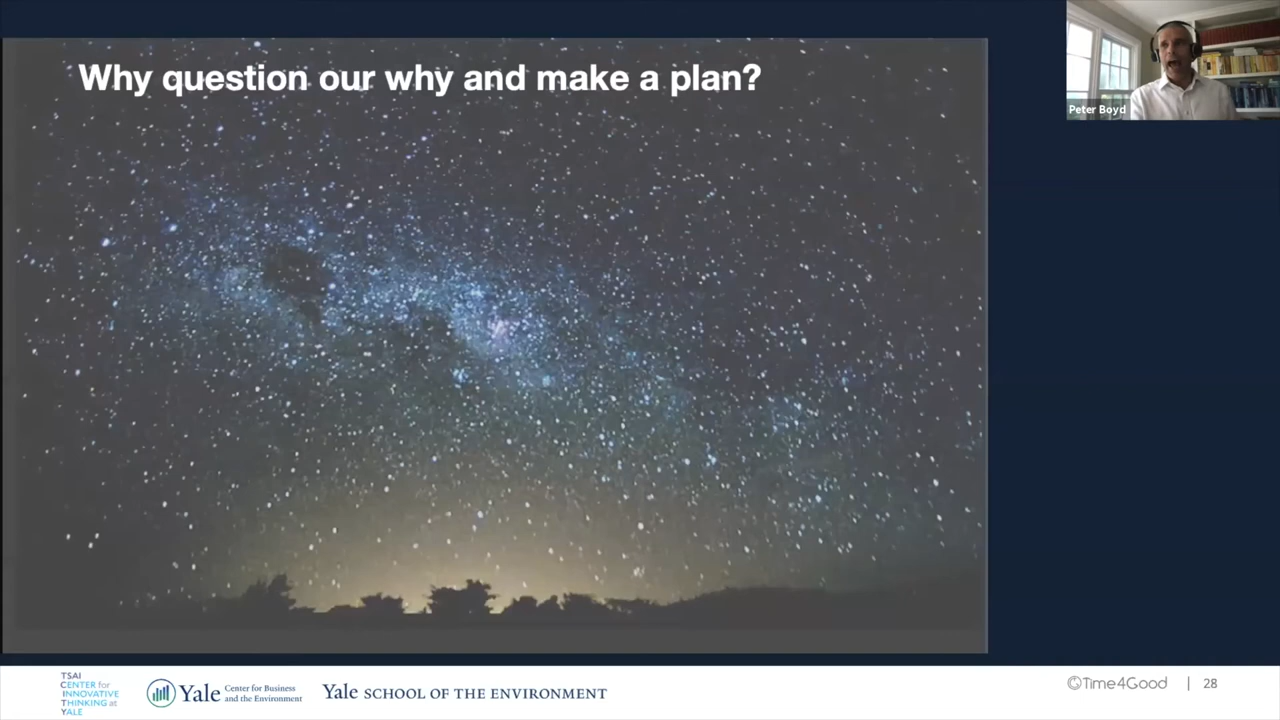 Why question our why and make a plan?
Peter Boyd
TSAI
CENTER for
INNOVATIVE
THINKING at
YALE
Yale Center for Business
and the Environment
Yale SCHOOL OF THE ENVIRONMENT
©Time4Good | 28